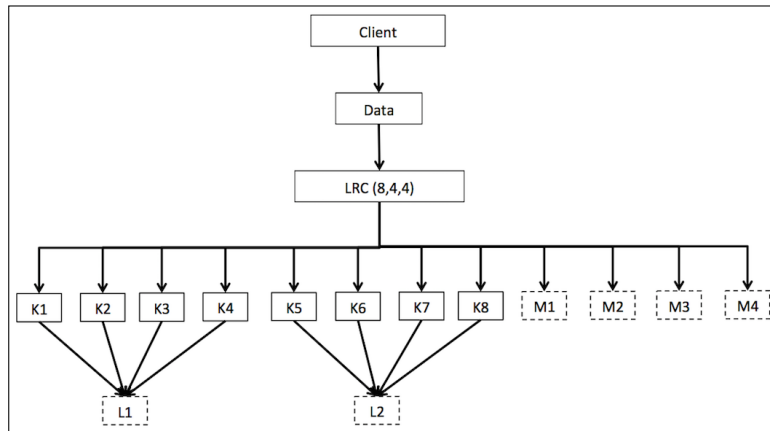 Client
Data
LRC (8,4,4)
K1 K2 K3 K4 K5 K6 K7 K8 M1 M2 M3 M4
L1 L2